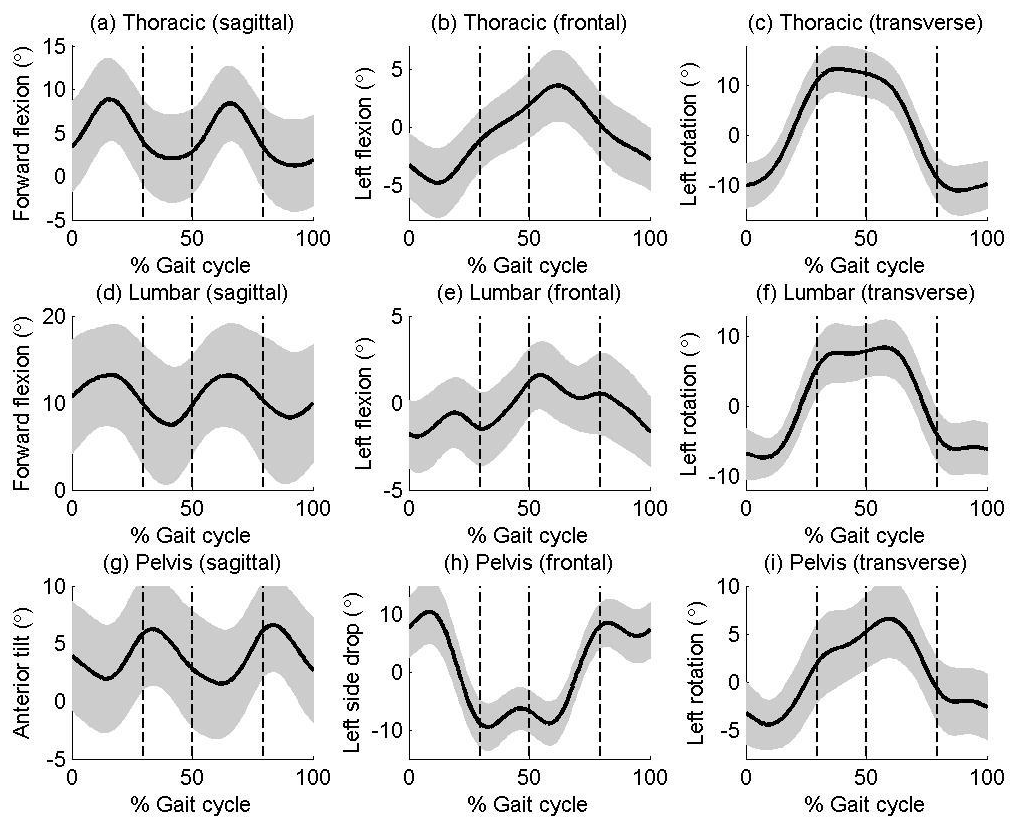 (a) Thoracic (sagittal)
Forward flexion (°)
15
10
5
0
-5
0 50 100
% Gait cycle
(b) Thoracic (frontal)
Left flexion (°)
5
0
-5
0 50 100
% Gait cycle
(c) Thoracic (transverse)
Left rotation (°)
10
0
-10
0 50 100
% Gait cycle
(d) Lumbar (sagittal)
Forward flexion (°)
20
10
0
0 50 100
% Gait cycle
(e) Lumbar (frontal)
Left flexion (°)
5
0
-5
0 50 100
% Gait cycle
(f) Lumbar (transverse)
Left rotation (°)
10
0
-10
0 50 100
% Gait cycle
(g) Pelvis (sagittal)
Anterior tilt (°)
10
5
0
-5
0 50 100
% Gait cycle
(h) Pelvis (frontal)
Left side drop (°)
10
0
-10
0 50 100
% Gait cycle
(i) Pelvis (transverse)
Left rotation (°)
10
5
0
-5
0 50 100
% Gait cycle